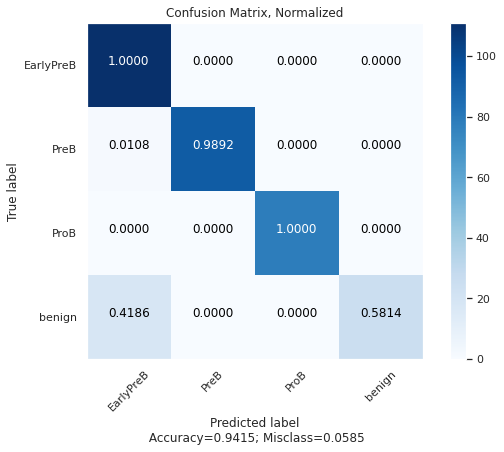 Confusion Matrix, Normalized
EarlyPreB 1.0000 0.0000 0.0000 0.0000
PreB 0.0108 0.9892 0.0000 0.0000
ProB 0.0000 0.0000 1.0000 0.0000
benign 0.4186 0.0000 0.0000 0.5814
True label
EarlyPreB PreB ProB benign
Predicted label
Accuracy=0.9415; Misclass=0.0585
100
80
60
40
20
0